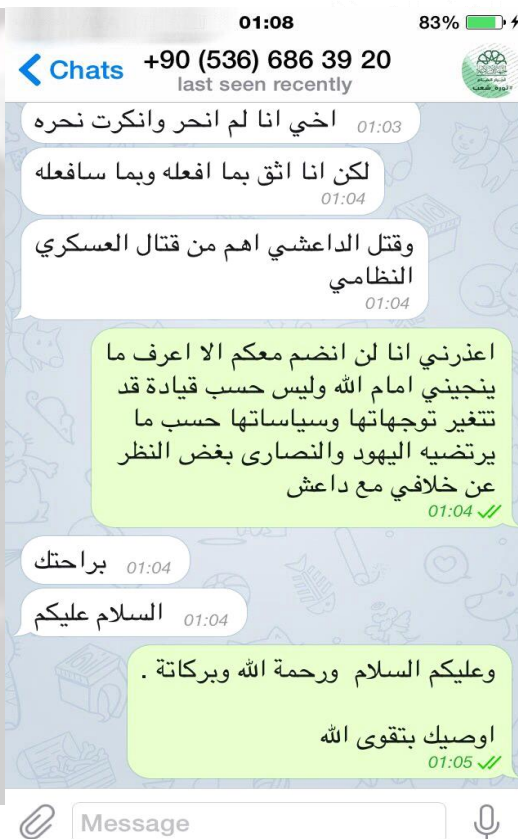 01:08
83%
Chats
+90 (536) 686 39 20
last seen recently
اخي انا لم انحر وانكرت نحره
01:03
لكن انا اثق بما افعله وبما سافعله
01:04
وقتل الداعشي اهم من قتال العسكري
النظامي
01:04
اعذرني انا لن انضم معكم الا اعرف ما
ينجيني امام الله وليس حسب قيادة قد
تتغير توجهاتها وسياساتها حسب ما
يرتضيه اليهود والنصارى بغض النظر
عن خلافي مع داعش
01:04
براحتك
01:04
السلام عليكم
01:04
وعليكم السلام ورحمة الله وبركاتة .
اوصيك بتقوى الله
01:05
Message